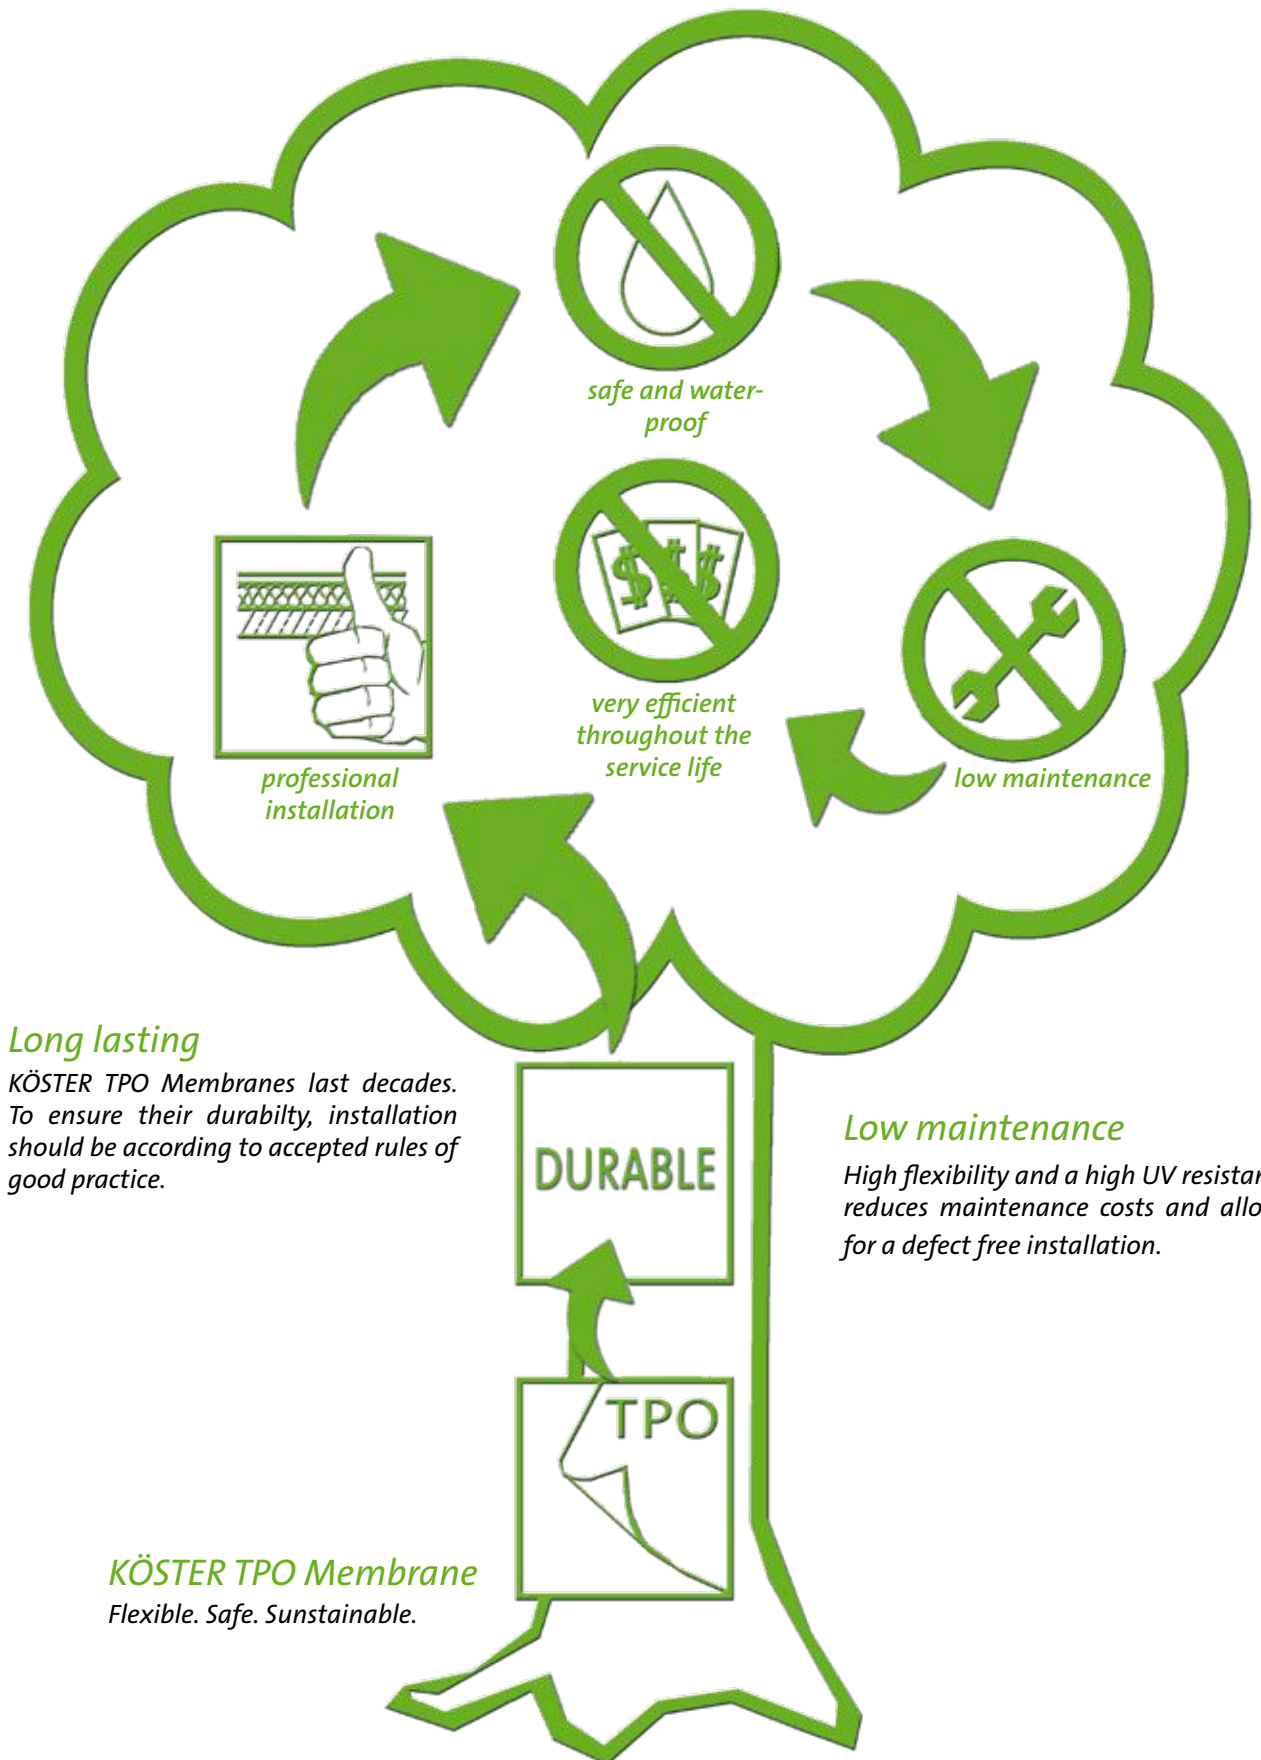 safe and water-
proof
very efficient
throughout the
service life
professional
installation
low maintenance
Long lasting
KÖSTER TPO Membranes last decades.
To ensure their durabilty, installation
should be according to accepted rules of
good practice.
DURABLE
Low maintenance
High flexibility and a high UV
reduces maintenance costs and
for a defect free installation.
TPO
KÖSTER TPO Membrane
Flexible. Safe. Sunstainable.